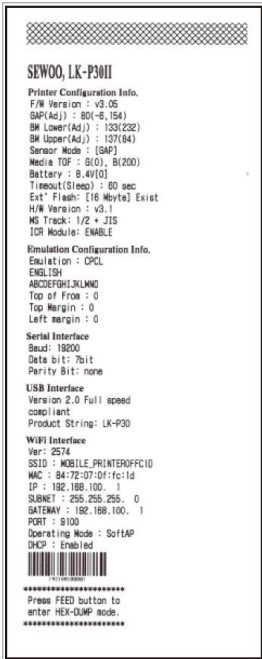 SEWOO, LK-P30II
Printer Configuration Info.
F/W Version : v3.05
GAP(Adj) : 80(-6,154)
BM Lower(Adj) : 133(232)
BM Upper(Adj) : 137(84)
Sensor Mode : [GAP]
Media TOF : G(0), B(200)
Battery : 8.4V[0]
Timeout(Sleep) : 60 sec
Ext' Flash: [16 Mbyte] Exist
H/W Version : v3.1
MS Track: 1/2 + JIS
ICR Module: ENABLE
Emulation Configuration Info.
Emulation : CPCL
ENGLISH
ABCDEFGHIJKLMNO
Top of From : 0
Top Margin : 0
Left margin : 0
Serial Interface
Baud: 19200
Data bit: 7bit
Parity Bit: none
USB Interface
Version 2.0 Full speed
compliant
Product String: LK-P30
WiFi Interface
Ver: 2574
SSID : MOBILE_PRINTEROFFC1D
MAC : 84:72:07:0f:fc:1d
IP : 192.168.100. 1
SUBNET : 255.255.255. 0
GATEWAY : 192.168.100. 1
PORT : 9100
Operating Mode : SoftAP
DHCP : Enabled
*********************
Press FEED button to
enter HEX-DUMP mode.
*********************